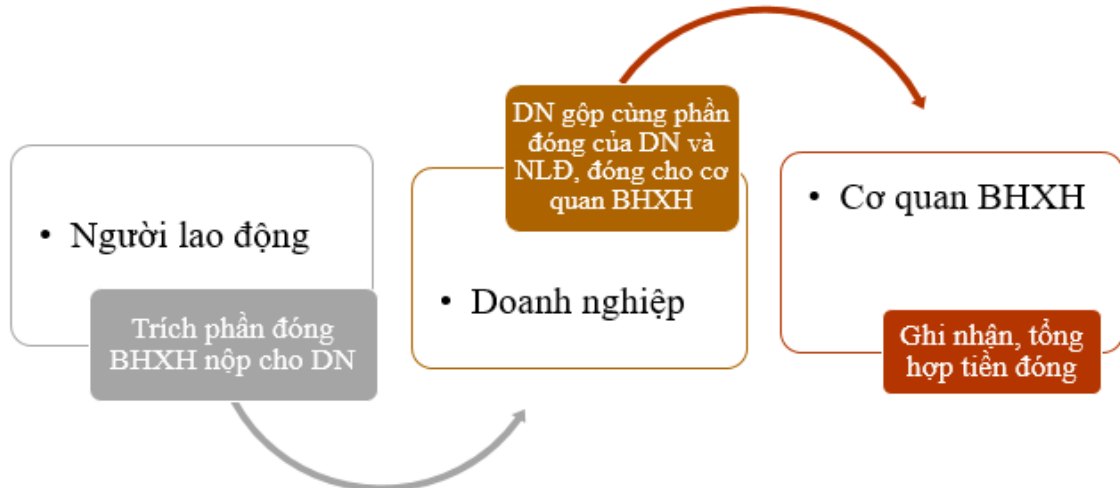 • Người lao động
Trích phần đóng
BHXH nộp cho DN
DN gộp cùng phần
đóng của DN và
NLĐ, đóng cho cơ
quan BHXH
• Doanh nghiệp
• Cơ quan BHXH
Ghi nhận, tổng
hợp tiền đóng